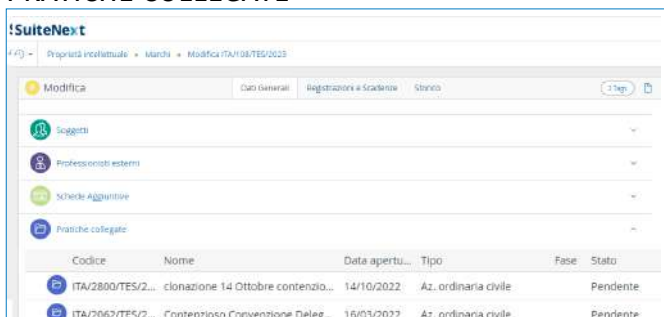 PRATICHE COLLEGATE
SuiteNext
Proprietà intellettuale » Marchi » Modifica ITA/108/TES/2023
Modifica Dati Generali Registrazioni e Scadenze Storico
Soggetti
Professionisti esterni
Schede Aggiuntive
Pratiche collegate
Codice Nome Data apertu... Tipo Fase Stato
ITA/2800/TES/2... clonazione 14 Ottobre contenzio... 14/10/2022 Az. ordinaria civile Pendente
ITA/2062/TES/2... Contenzioso Convenzione Deleg... 16/03/2022 Az. ordinaria civile Pendente